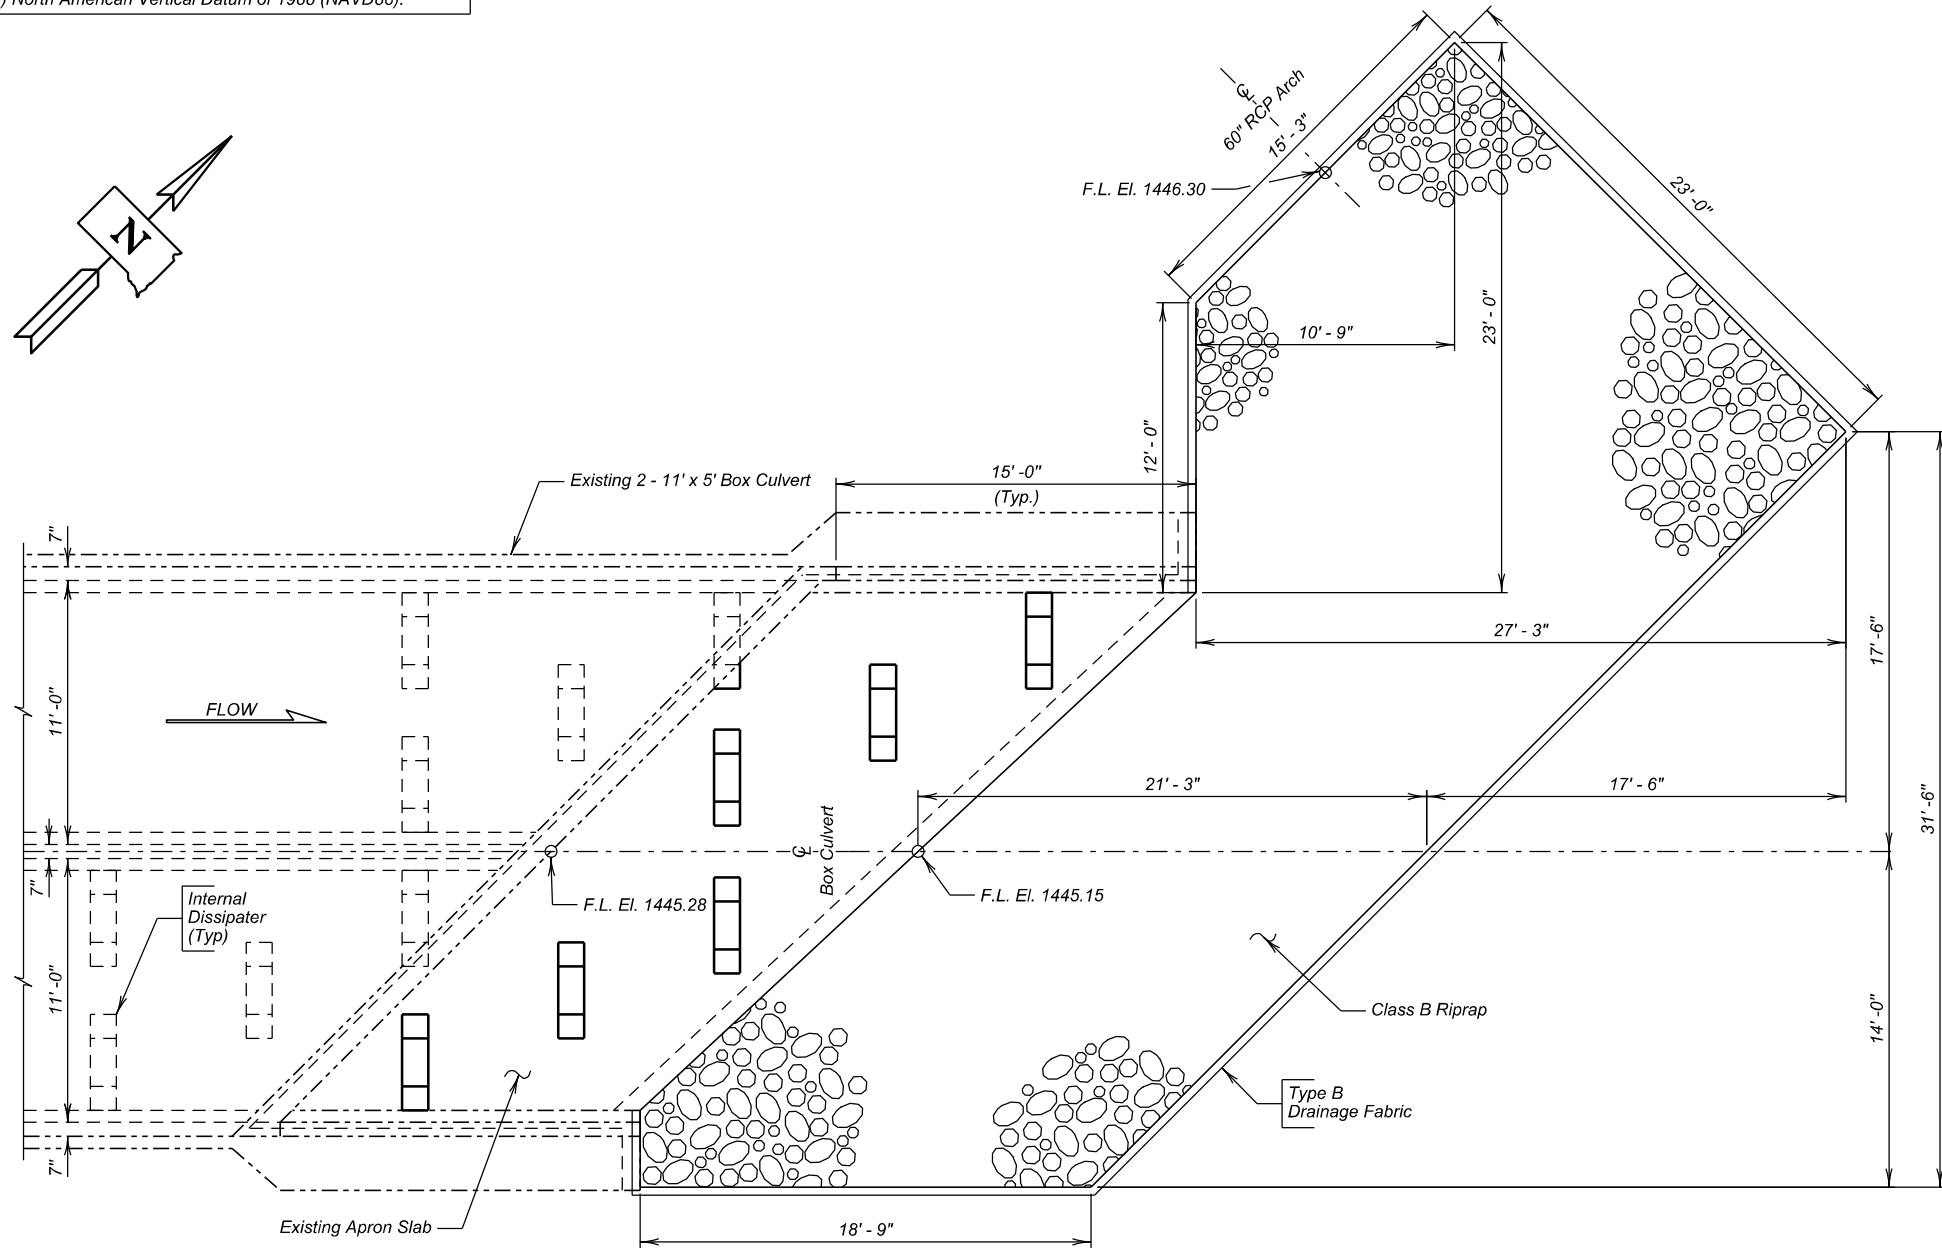 ) North American Vertical Datum of 1988 (NAVD88).
N
℄
60" RCP Arch
15' - 3"
F.L. El. 1446.30
23' - 0"
10' - 9"
23' - 0"
12' - 0"
Existing 2 - 11' x 5' Box Culvert
15' -0"
(Typ.)
7"
27' - 3"
17' - 6"
11' -0"
FLOW
21' - 3"
17' - 6"
31' -6"
℄
Box Culvert
7"
Internal
Dissipater
(Typ)
F.L. El. 1445.28
F.L. El. 1445.15
11' -0"
Class B Riprap
14' -0"
Type B
Drainage Fabric
7"
Existing Apron Slab
18' - 9"